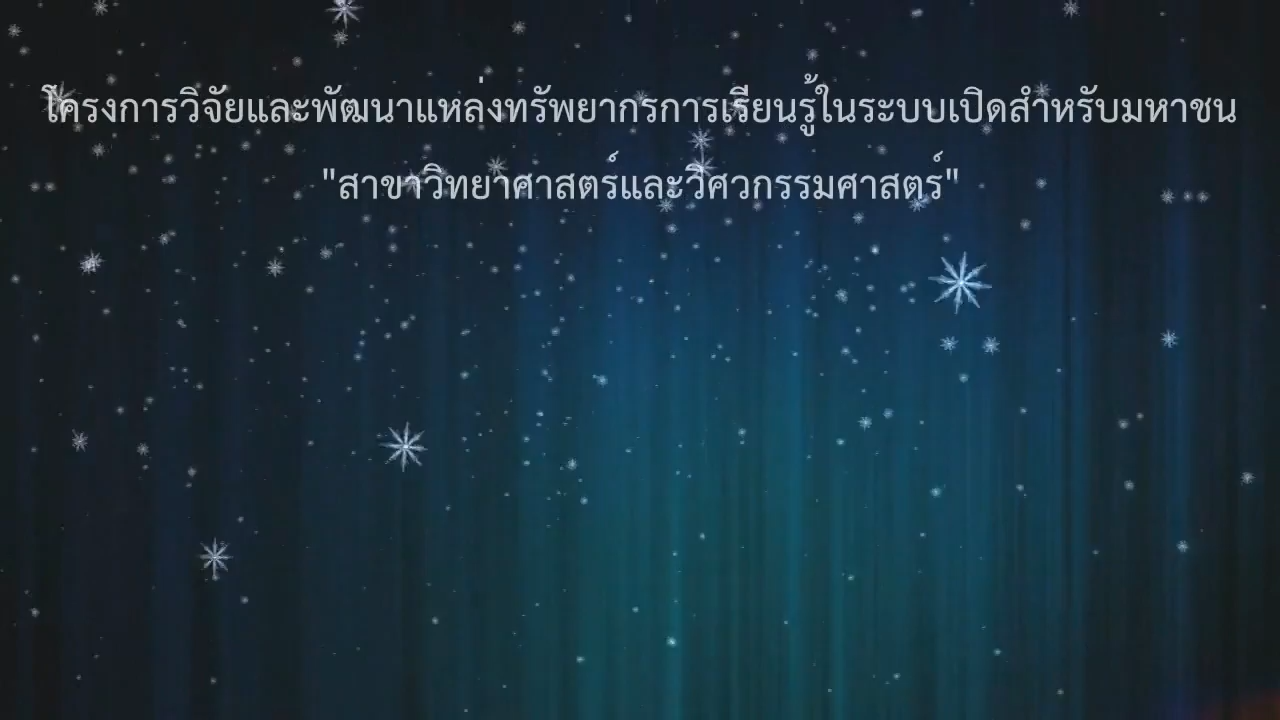 โครงการวิจัยและพัฒนาแหล่งทรัพยากรการเรียนรู้ในระบบเปิดสำหรับมหาชน
"สาขาวิทยาศาสตร์และวิศวกรรมศาสตร์"